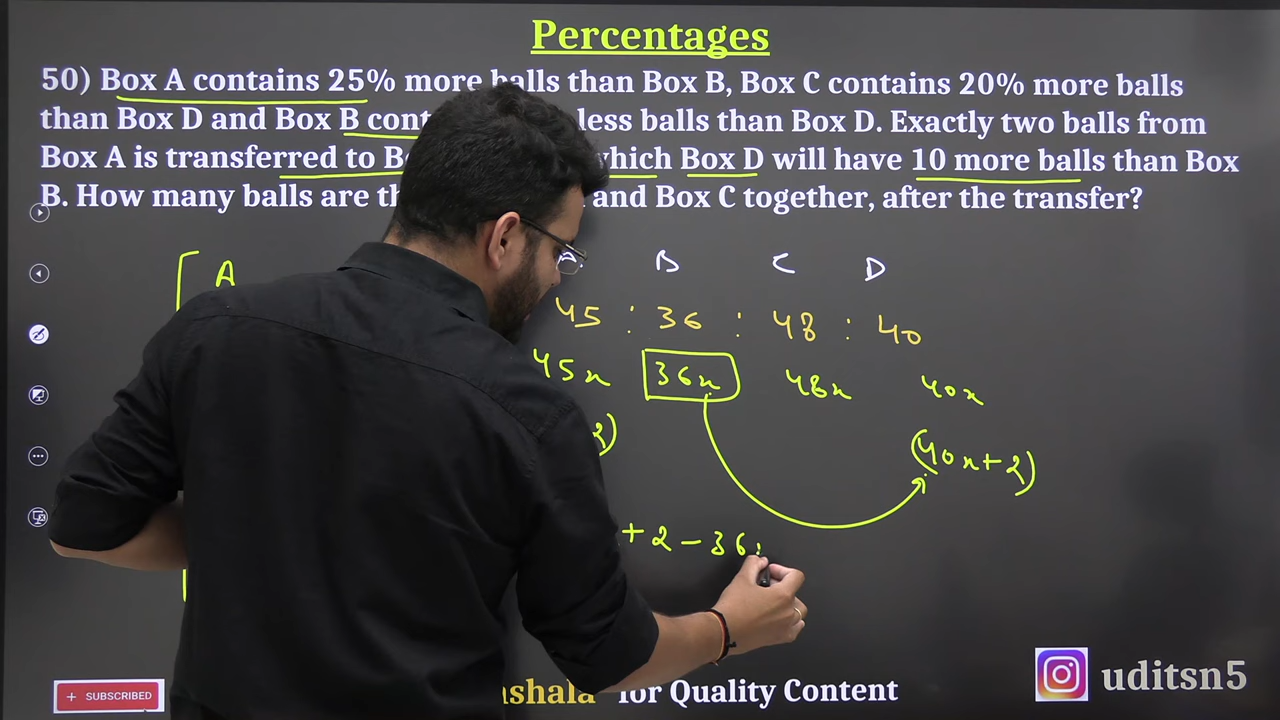 Percentages
50) Box A contains 25% more balls than Box B, Box C contains 20% more balls
than Box D and Box B less balls than Box D. Exactly two balls from
Box A is transferred to which Box D will have 10 more balls than Box
B. How many balls are and Box C together, after the transfer?
A
B C D
45 : 36 : 48 : 40
45x 36x 48x 40x
2) (40x+2)
+ 2 - 36
+ SUBSCRIBED
for Quality Content
uditsn5